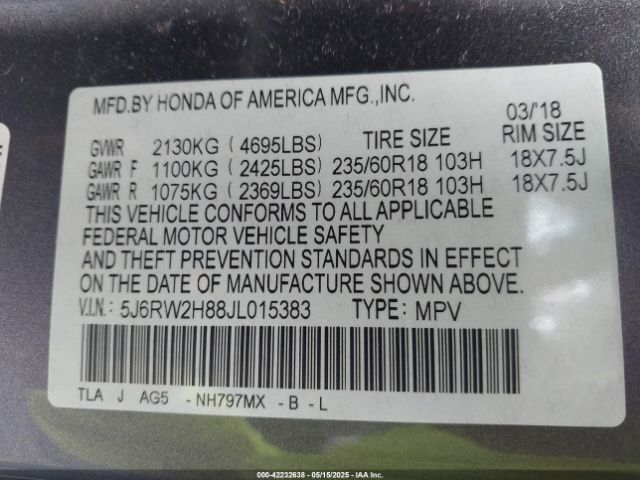 MFD.BY HONDA OF AMERICA MFG.,INC.
03/'18
GVWR 2130KG ( 4695LBS) TIRE SIZE RIM SIZE
GAWR F 1100KG ( 2425LBS) 235/60R18 103H 18X7.5J
GAWR R 1075KG ( 2369LBS) 235/60R18 103H 18X7.5J
THIS VEHICLE CONFORMS TO ALL APPLICABLE
FEDERAL MOTOR VEHICLE SAFETY
AND THEFT PREVENTION STANDARDS IN EFFECT
ON THE DATE OF MANUFACTURE SHOWN ABOVE.
V.I.N.: 5J6RW2H88JL015383 TYPE: MPV
TLA J AG5 - NH797MX - B - L
000-42232638 - 05/15/2025 - IAA Inc.